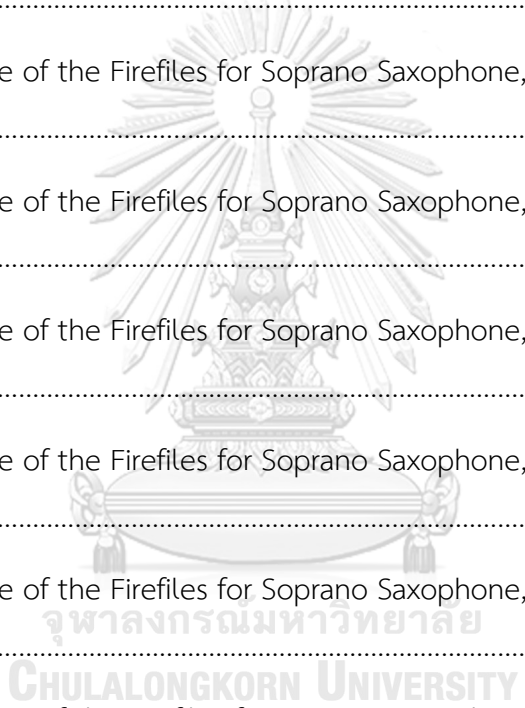 ................................................................
e of the Firefiles for Soprano Saxophone,
................................................................
e of the Firefiles for Soprano Saxophone,
................................................................
e of the Firefiles for Soprano Saxophone,
................................................................
e of the Firefiles for Soprano Saxophone,
................................................................
e of the Firefiles for Soprano Saxophone,
จุฬาลงกรณ์มหาวิทยาลัย
................................................................
CHULALONGKORN UNIVERSITY